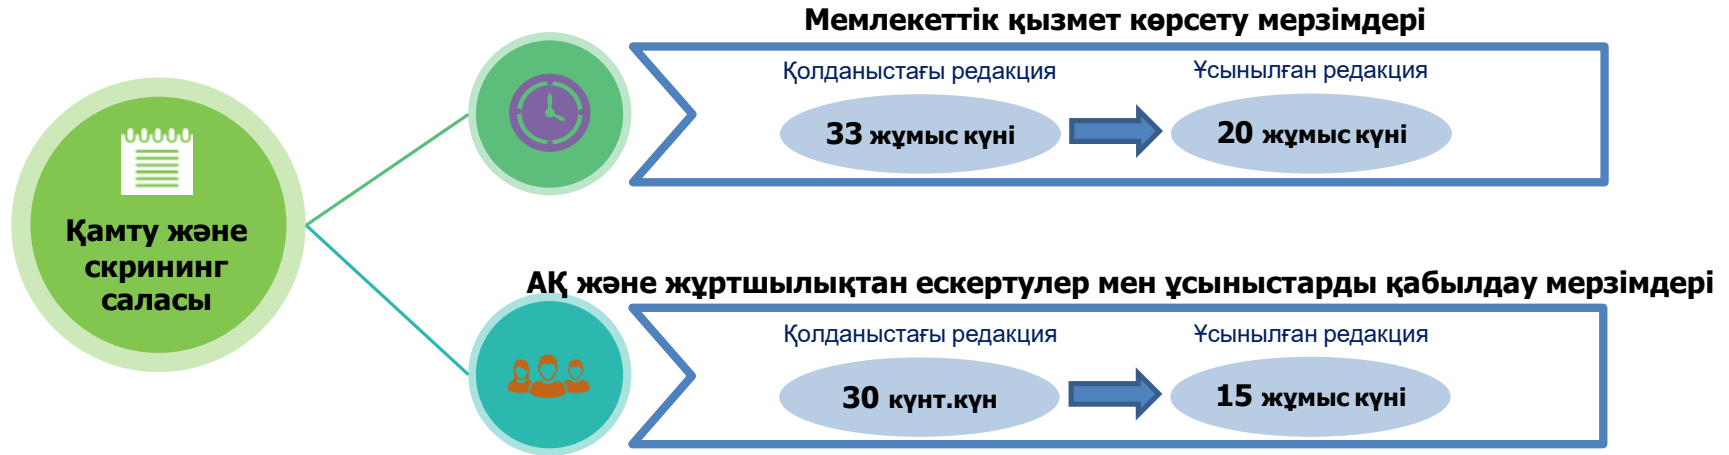 Мемлекеттік қызмет көрсету мерзімдері
Қолданыстағы редакция
Ұсынылған редакция
33 жұмыс күні
20 жұмыс күні
Қамту және
скрининг
саласы
АҚ және жұртшылықтан ескертулер мен ұсыныстарды қабылдау мерзімдері
Қолданыстағы редакция
Ұсынылған редакция
30 күнт.күн
15 жұмыс күні